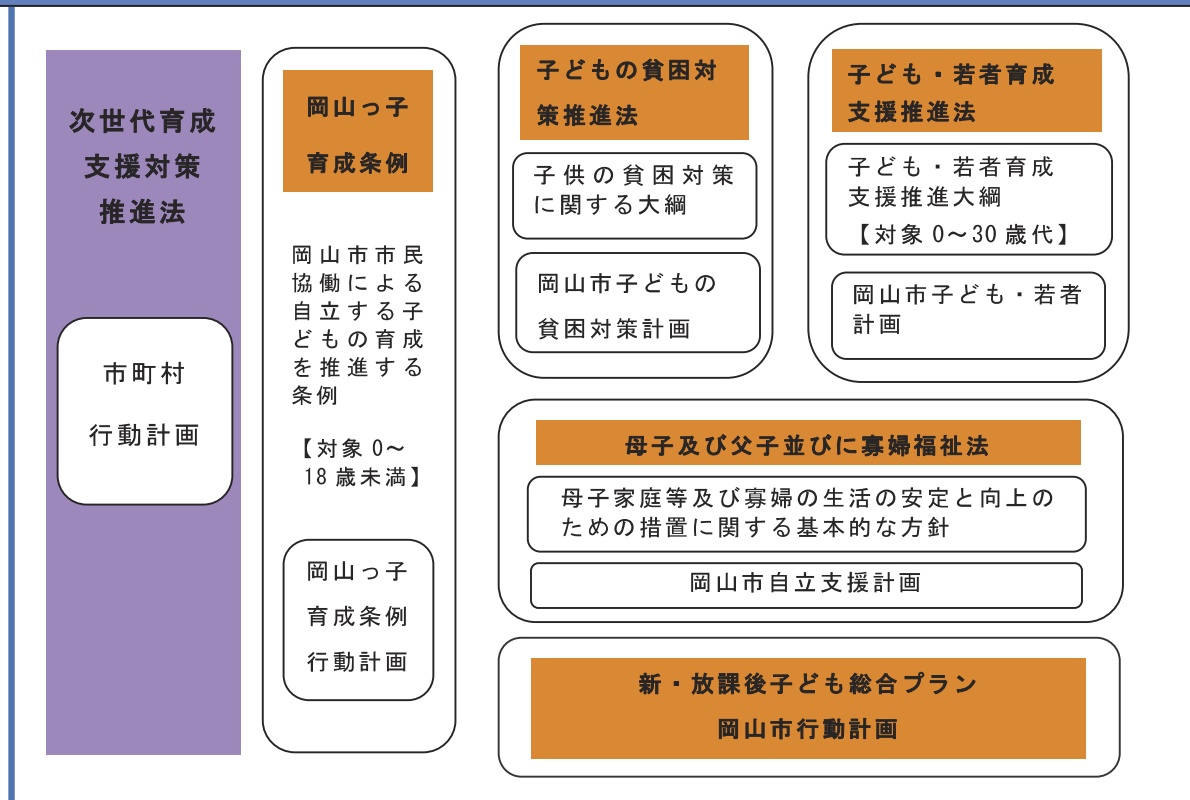 次世代育成
支援対策
推進法
市町村
行動計画
岡山っ子
育成条例
岡山市市民
協働による
自立する子
どもの育成
を推進する
条例
【対象 0～
18 歳未満】
岡山っ子
育成条例
行動計画
子どもの貧困対
策推進法
子供の貧困対策
に関する大綱
岡山市子どもの
貧困対策計画
子ども・若者育成
支援推進法
子ども・若者育成
支援推進大綱
【対象 0～30 歳代】
岡山市子ども・若者
計画
母子及び父子並びに寡婦福祉法
母子家庭等及び寡婦の生活の安定と向上の
ための措置に関する基本的な方針
岡山市自立支援計画
新・放課後子ども総合プラン
岡山市行動計画